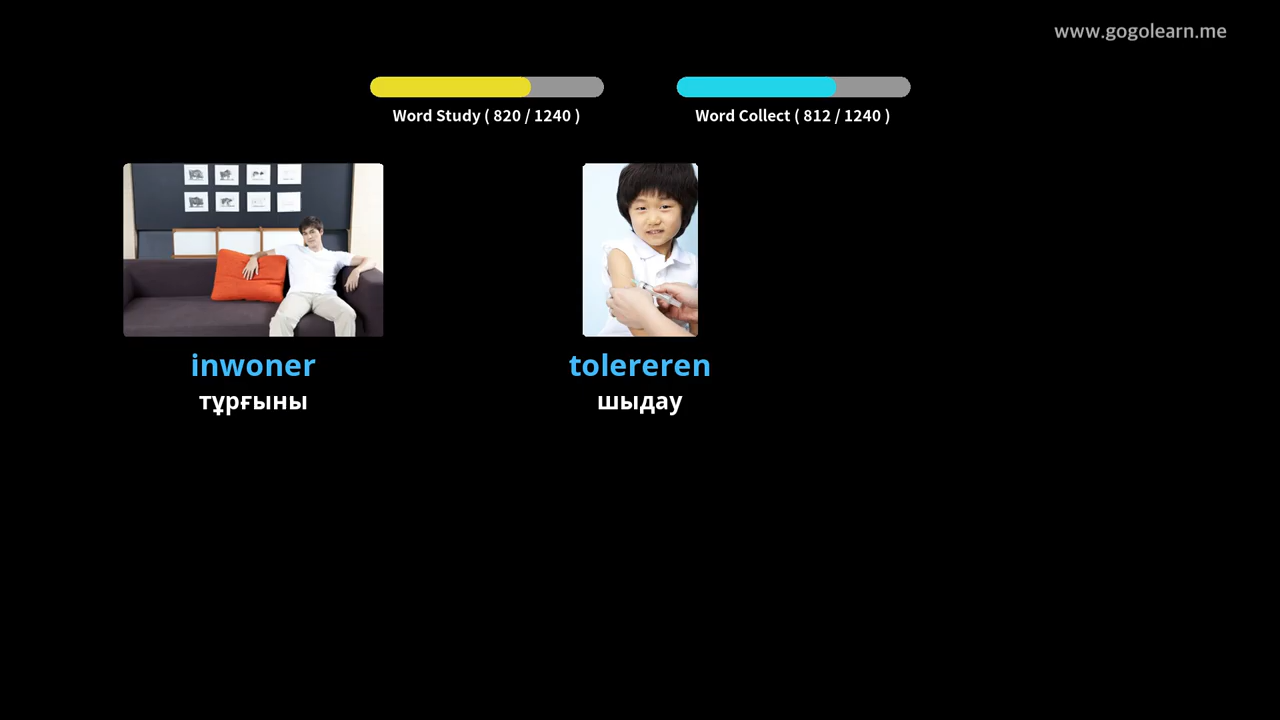 www.gogolearn.me
Word Study ( 820 / 1240 )
Word Collect ( 812 / 1240 )
inwoner
тұрғыны
tolereren
шыдау